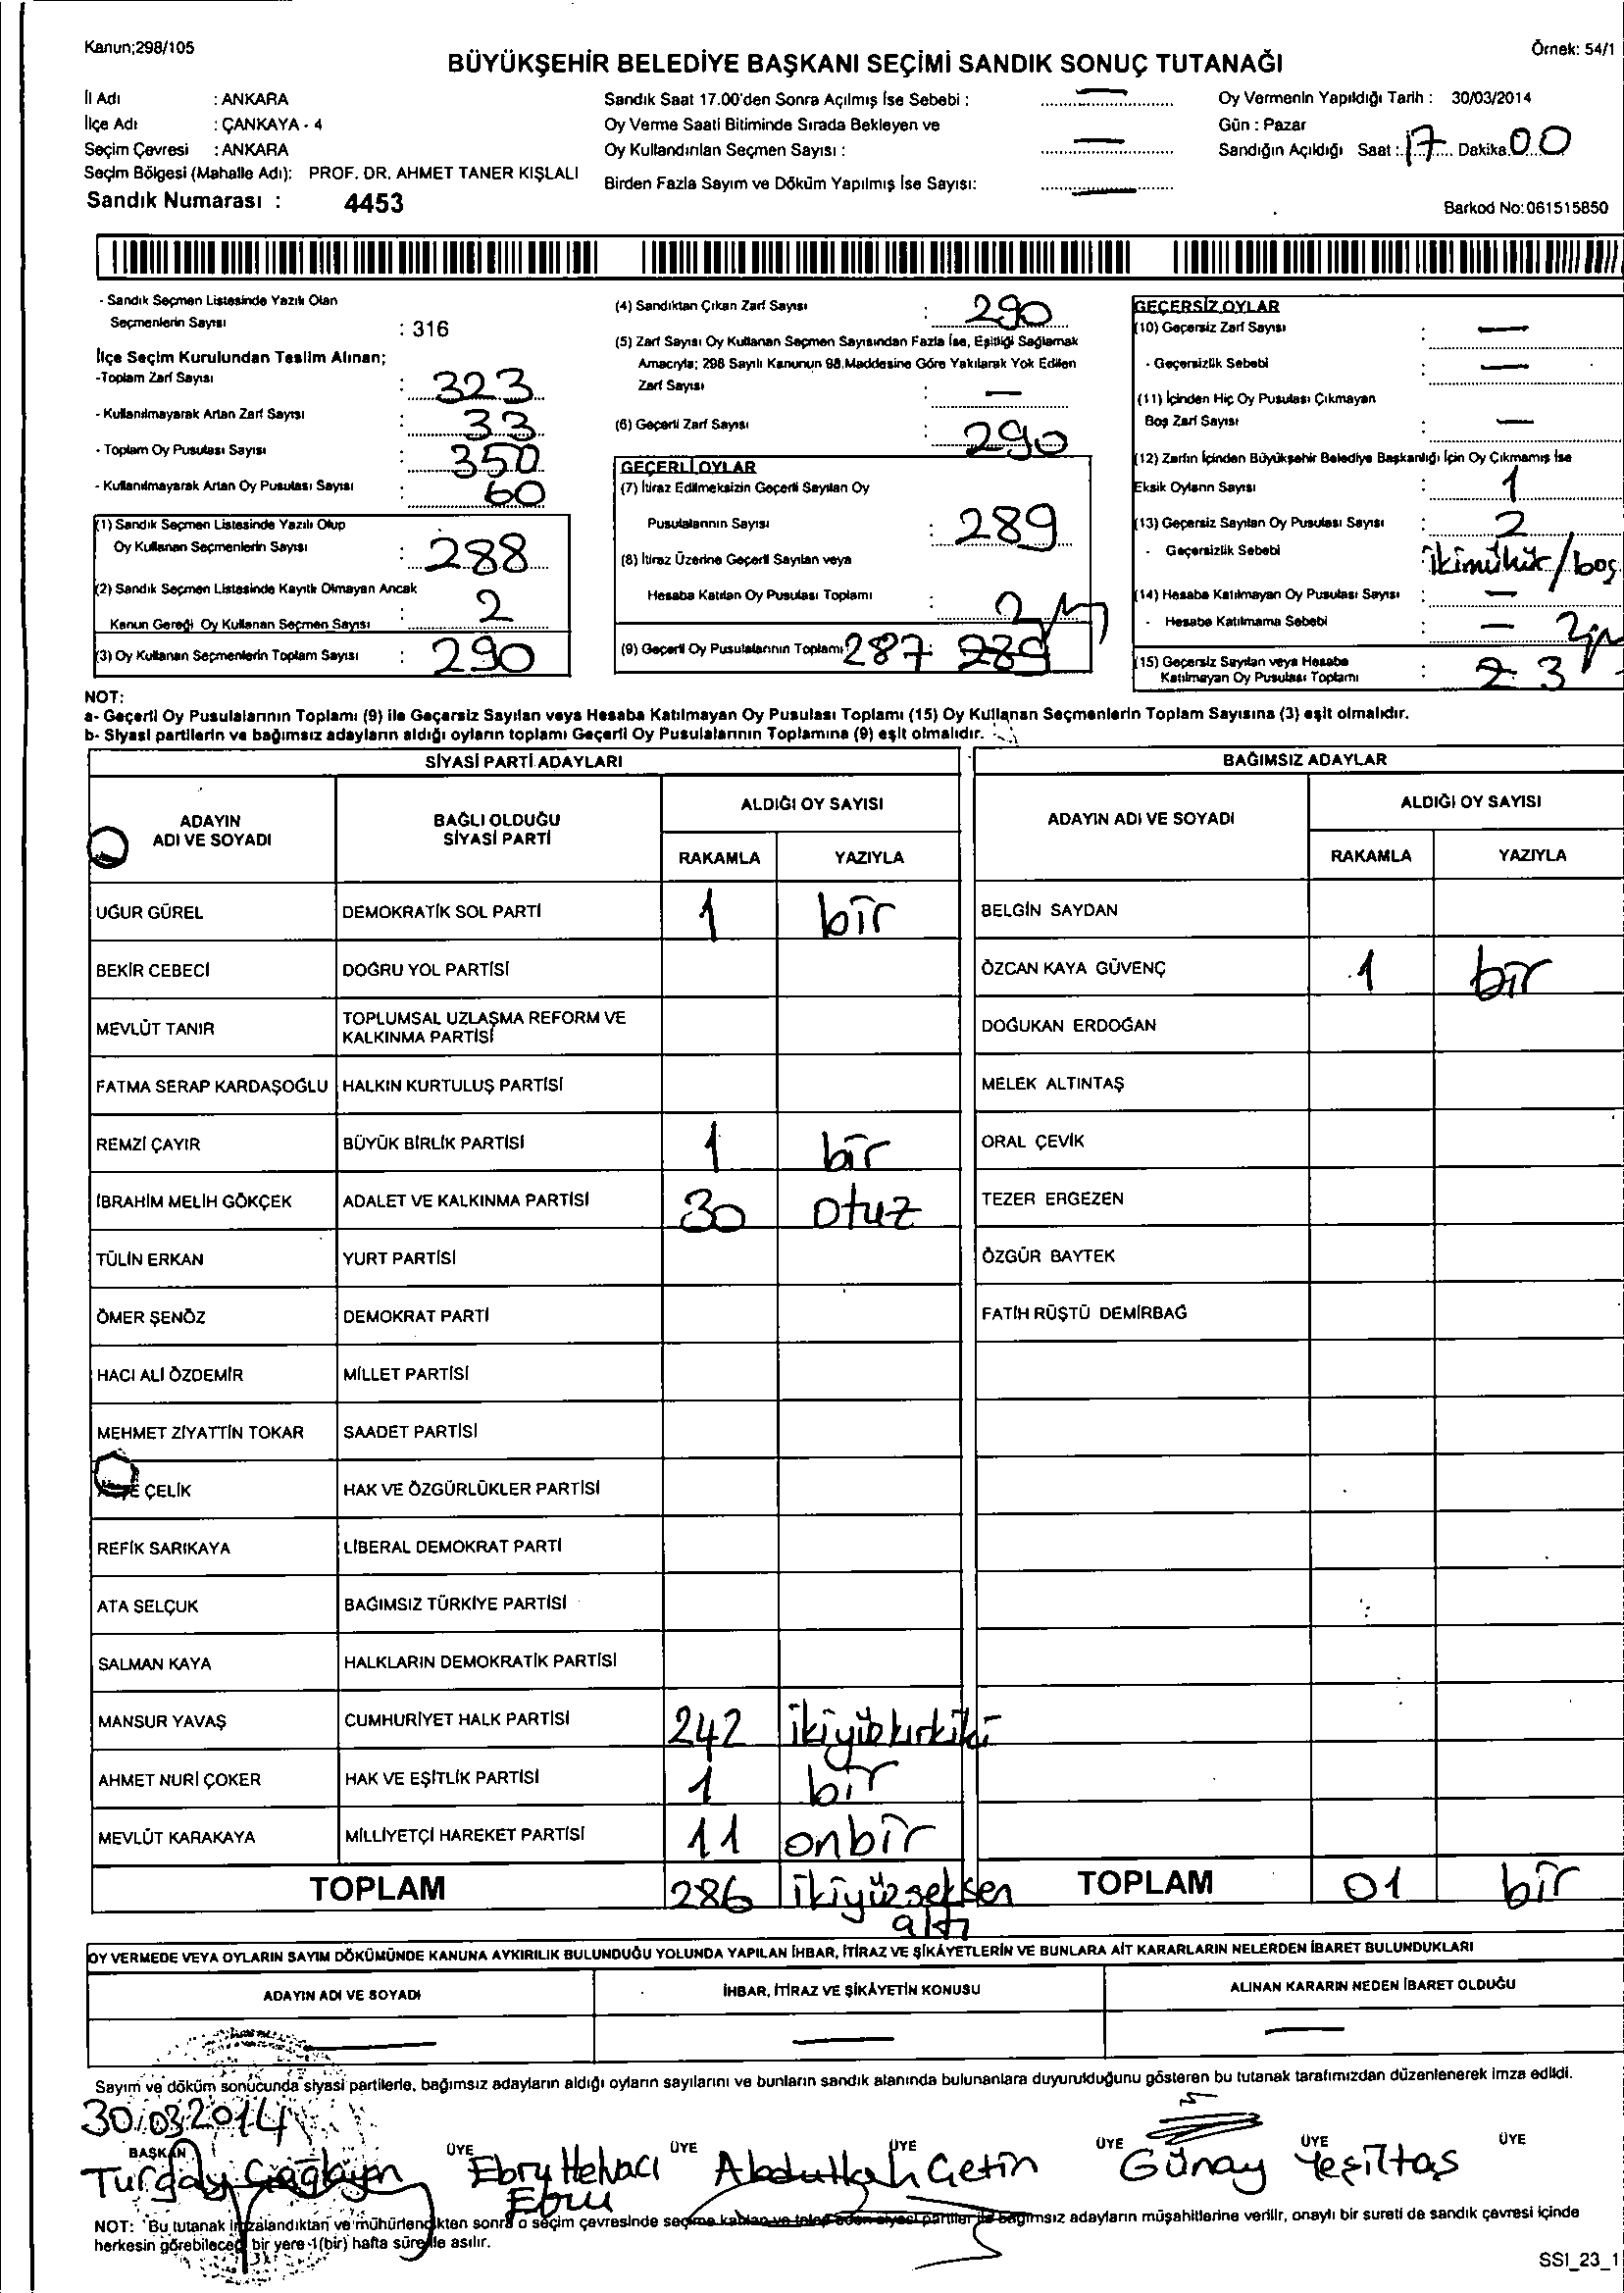 Kanun;298/105
Örnek: 54/1
BÜYÜKŞEHİR BELEDİYE BAŞKANI SEÇİMİ SANDIK SONUÇ TUTANAĞI
İl Adı : ANKARA
İlçe Adı : ÇANKAYA - 4
Seçim Çevresi : ANKARA
Seçim Bölgesi (Mahalle Adı): PROF. DR. AHMET TANER KIŞLALI
Sandık Numarası : 4453
Sandık Saat 17.00'den Sonra Açılmış İse Sebebi : —
Oy Verme Saati Bitiminde Sırada Bekleyen ve
Oy Kullandırılan Seçmen Sayısı : —
Birden Fazla Sayım ve Döküm Yapılmış İse Sayısı: —
Oy Vermenin Yapıldığı Tarih : 30/03/2014
Gün : Pazar
Sandığın Açıldığı Saat : 17 Dakika 00
Barkod No:061515850
- Sandık Seçmen Listesinde Yazılı Olan
Seçmenlerin Sayısı : 316
İlçe Seçim Kurulundan Teslim Alınan;
-Toplam Zarf Sayısı : 323
- Kullanılmayarak Artan Zarf Sayısı : 33
- Toplam Oy Pusulası Sayısı : 350
- Kullanılmayarak Artan Oy Pusulası Sayısı : 60
(1) Sandık Seçmen Listesinde Yazılı Olup
Oy Kullanan Seçmenlerin Sayısı : 288
(2) Sandık Seçmen Listesinde Kayıtlı Olmayan Ancak
Kanun Gereği Oy Kullanan Seçmen Sayısı : 2
(3) Oy Kullanan Seçmenlerin Toplam Sayısı : 290
(4) Sandıktan Çıkan Zarf Sayısı : 290
(5) Zarf Sayısı Oy Kullanan Seçmen Sayısından Fazla İse, Eşitliği Sağlamak
Amacıyla; 298 Sayılı Kanunun 98.Maddesine Göre Yakılarak Yok Edilen
Zarf Sayısı : —
(6) Geçerli Zarf Sayısı : 290
GEÇERLİ OYLAR
(7) İtiraz Edilmeksizin Geçerli Sayılan Oy
Pusulalarının Sayısı : 289
(8) İtiraz Üzerine Geçerli Sayılan veya
Hesaba Katılan Oy Pusulası Toplamı : 2
(9) Geçerli Oy Pusulalarının Toplamı 287 : 289
GEÇERSİZ OYLAR
(10) Geçersiz Zarf Sayısı : —
- Geçersizlik Sebebi : —
(11) İçinden Hiç Oy Pusulası Çıkmayan
Boş Zarf Sayısı : —
(12) Zarfın İçinden Büyükşehir Belediye Başkanlığı İçin Oy Çıkmamış İse
Eksik Oyların Sayısı : 1
(13) Geçersiz Sayılan Oy Pusulası Sayısı : 2
- Geçersizlik Sebebi : iki mühür/boş
(14) Hesaba Katılmayan Oy Pusulası Sayısı : —
- Hesaba Katılmama Sebebi : —
(15) Geçersiz Sayılan veya Hesaba
Katılmayan Oy Pusulası Toplamı : 2 3
NOT:
a- Geçerli Oy Pusulalarının Toplamı (9) ile Geçersiz Sayılan veya Hesaba Katılmayan Oy Pusulası Toplamı (15) Oy Kullanan Seçmenlerin Toplam Sayısına (3) eşit olmalıdır.
b- Siyasi partilerin ve bağımsız adayların aldığı oyların toplamı Geçerli Oy Pusulalarının Toplamına (9) eşit olmalıdır.
SİYASİ PARTİ ADAYLARI
BAĞIMSIZ ADAYLAR
ADAYIN ADI VE SOYADI
BAĞLI OLDUĞU SİYASİ PARTİ
ALDIĞI OY SAYISI
RAKAMLA YAZIYLA
ADAYIN ADI VE SOYADI
ALDIĞI OY SAYISI
RAKAMLA YAZIYLA
UĞUR GÜREL DEMOKRATİK SOL PARTİ 1 bir BELGİN SAYDAN
BEKİR CEBECİ DOĞRU YOL PARTİSİ ÖZCAN KAYA GÜVENÇ 1 bir
MEVLÜT TANIR TOPLUMSAL UZLAŞMA REFORM VE KALKINMA PARTİSİ DOĞUKAN ERDOĞAN
FATMA SERAP KARDAŞOĞLU HALKIN KURTULUŞ PARTİSİ MELEK ALTINTAŞ
REMZİ ÇAYIR BÜYÜK BİRLİK PARTİSİ 1 bir ORAL ÇEVİK
İBRAHİM MELİH GÖKÇEK ADALET VE KALKINMA PARTİSİ 30 otuz TEZER ERGEZEN
TÜLİN ERKAN YURT PARTİSİ ÖZGÜR BAYTEK
ÖMER ŞENÖZ DEMOKRAT PARTİ FATİH RÜŞTÜ DEMİRBAĞ
HACI ALİ ÖZDEMİR MİLLET PARTİSİ
MEHMET ZİYATTİN TOKAR SAADET PARTİSİ
ÇELİK HAK VE ÖZGÜRLÜKLER PARTİSİ
REFİK SARIKAYA LİBERAL DEMOKRAT PARTİ
ATA SELÇUK BAĞIMSIZ TÜRKİYE PARTİSİ
SALMAN KAYA HALKLARIN DEMOKRATİK PARTİSİ
MANSUR YAVAŞ CUMHURİYET HALK PARTİSİ 242 ikiyüzkırkiki
AHMET NURİ ÇOKER HAK VE EŞİTLİK PARTİSİ 1 bir
MEVLÜT KARAKAYA MİLLİYETÇİ HAREKET PARTİSİ 11 onbir
TOPLAM 286 ikiyüzseksen altı TOPLAM 01 bir
OY VERMEDE VEYA OYLARIN SAYIM DÖKÜMÜNDE KANUNA AYKIRILIK BULUNDUĞU YOLUNDA YAPILAN İHBAR, İTİRAZ VE ŞİKÂYETLERİN VE BUNLARA AİT KARARLARIN NELERDEN İBARET BULUNDUKLARI
ADAYIN ADI VE SOYADI İHBAR, İTİRAZ VE ŞİKÂYETİN KONUSU ALINAN KARARIN NEDEN İBARET OLDUĞU
— — —
Sayım ve döküm sonucunda siyasi partilerle, bağımsız adayların aldığı oyların sayılarını ve bunların sandık alanında bulunanlara duyurulduğunu gösteren bu tutanak tarafımızdan düzenlenerek imza edildi.
30.03.2014
BAŞKAN ÜYE ÜYE ÜYE ÜYE ÜYE ÜYE
Turgay Çağlayan Ebru Helvacı Abdullah Çetin Günay Yeşiltaş
Ebru
NOT: Bu tutanak imzalandıktan ve mühürlendikten sonra o seçim çevresinde seçime katılan ve talep eden siyasi partiler ile bağımsız adayların müşahitlerine verilir, onaylı bir sureti de sandık çevresi içinde
herkesin görebileceği bir yere 1(bir) hafta süre ile asılır.
SSI_23_1